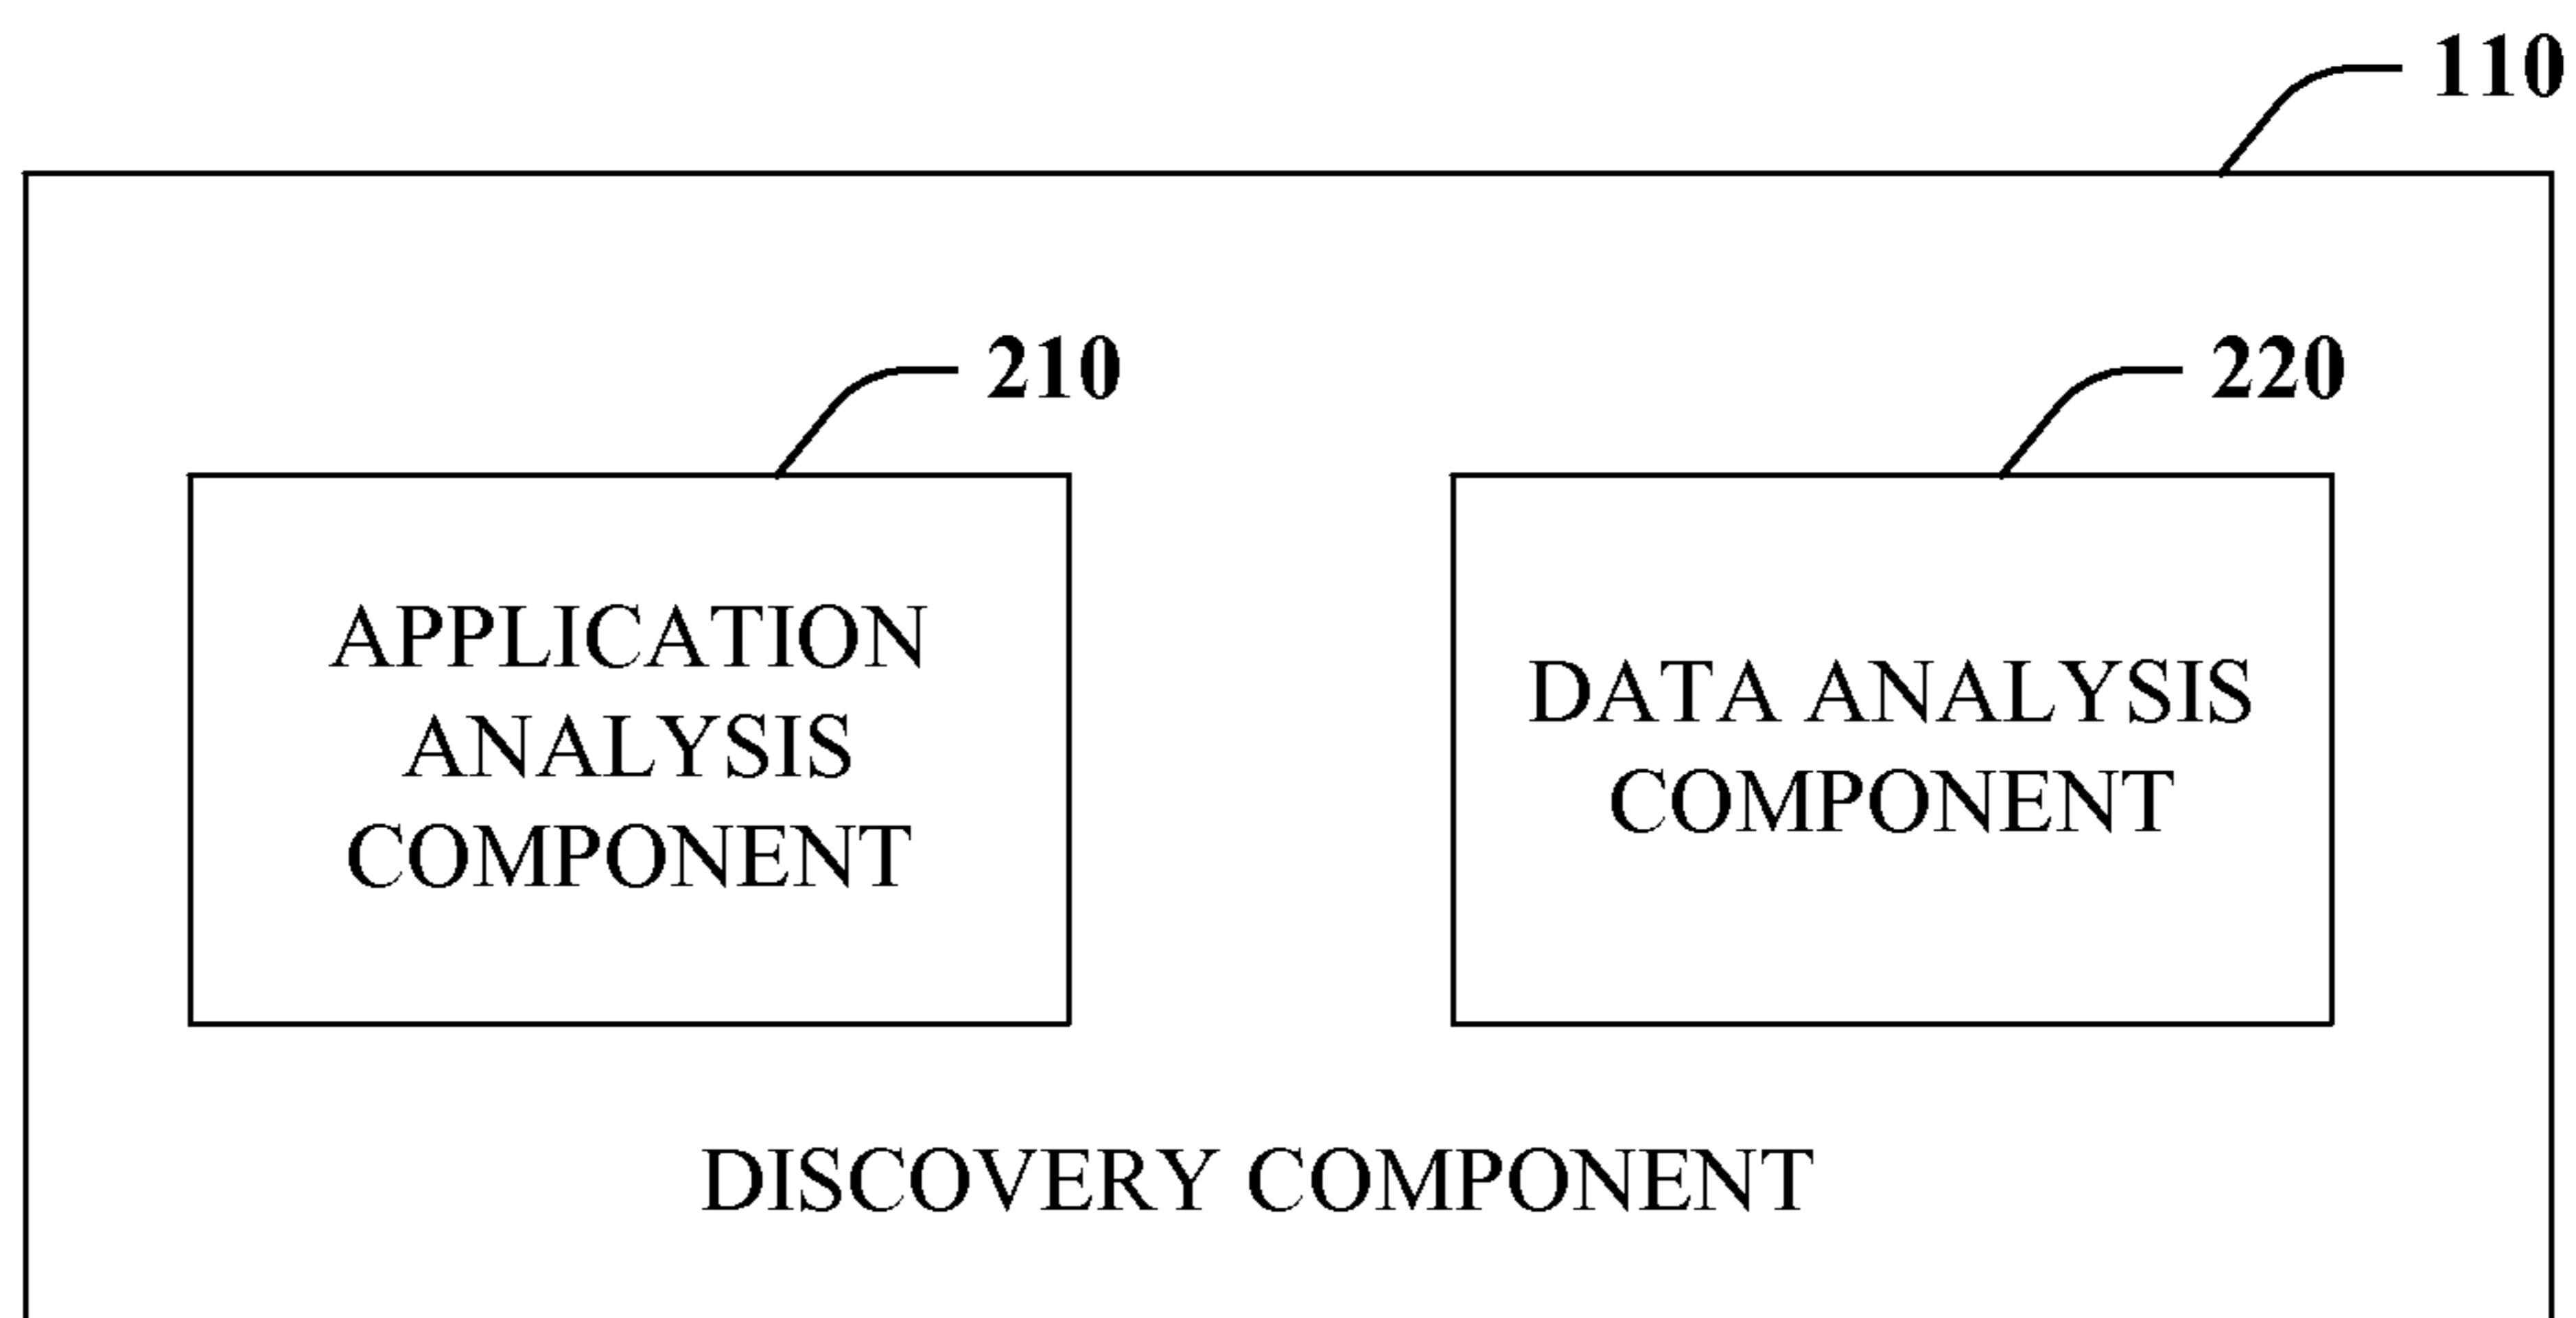 110
210
220
APPLICATION
ANALYSIS
COMPONENT
DATA ANALYSIS
COMPONENT
DISCOVERY COMPONENT